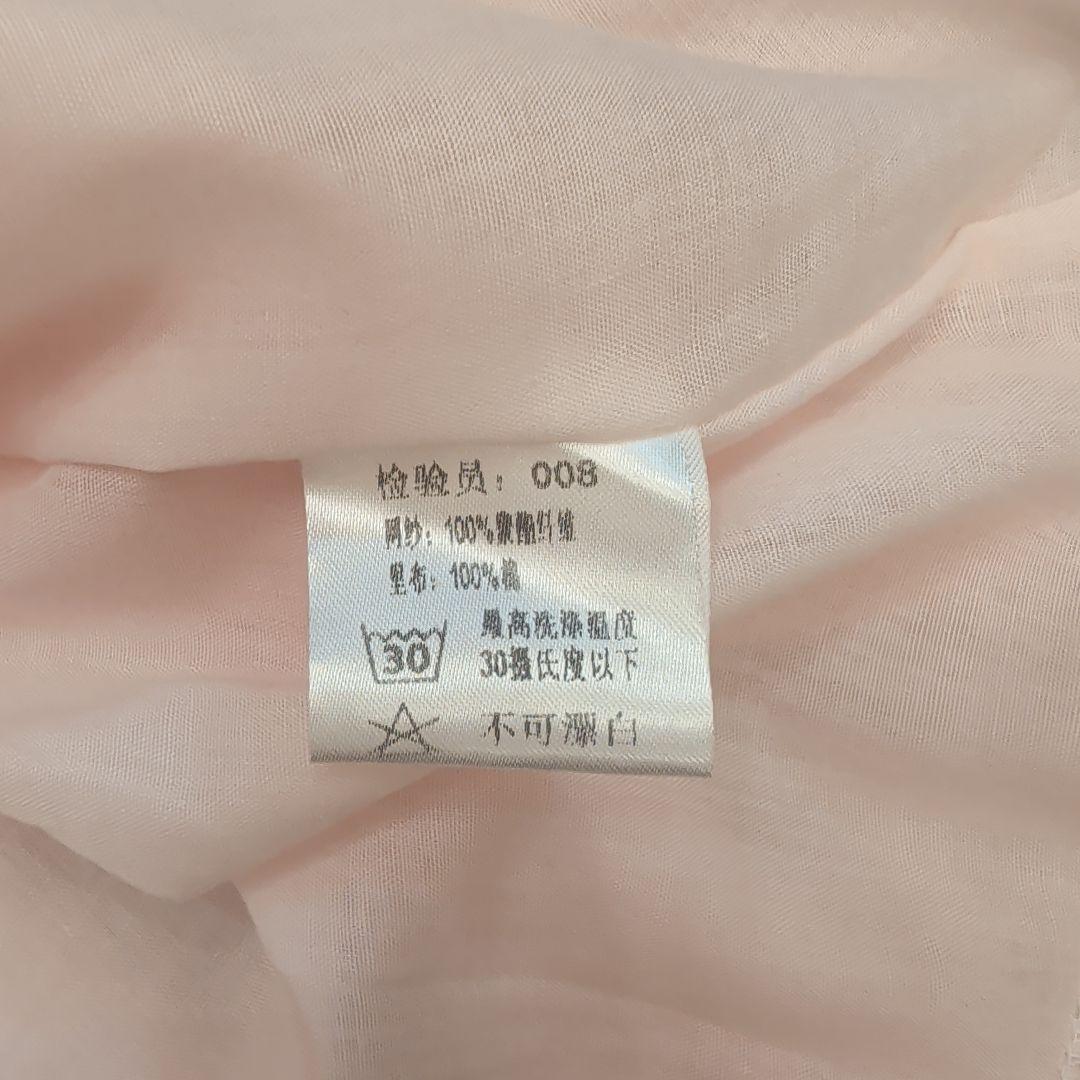 检验员：008
网纱：100%聚酯纤维
里布：100%棉
最高洗涤温度
30 30摄氏度以下
不可漂白